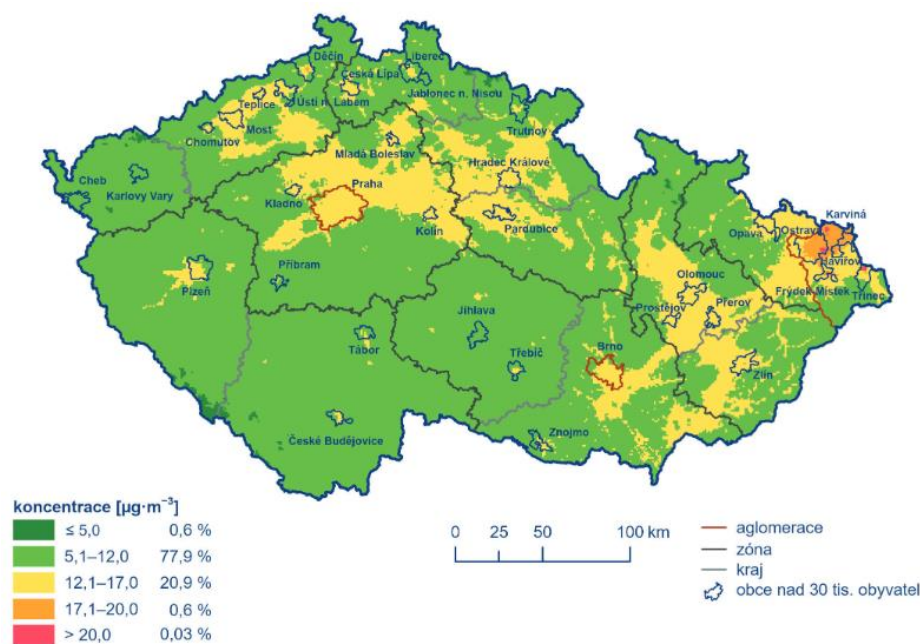 Děčín
Liberec
Česká Lípa
Teplice
Ústí n. Labem
Jablonec n. Nisou
Most
Chomutov
Trutnov
Mladá Boleslav
Hradec Králové
Cheb
Karlovy Vary
Praha
Kladno
Kolín
Pardubice
Karviná
Opava
Ostrava
Havířov
Plzeň
Příbram
Olomouc
Frýdek-Místek
Třinec
Prostějov
Přerov
Jihlava
Tábor
Třebíč
Brno
Zlín
České Budějovice
Znojmo
koncentrace [µg·m⁻³]
≤ 5,0 0,6 %
5,1–12,0 77,9 %
12,1–17,0 20,9 %
17,1–20,0 0,6 %
> 20,0 0,03 %
0 25 50 100 km
aglomerace
zóna
kraj
obce nad 30 tis. obyvatel